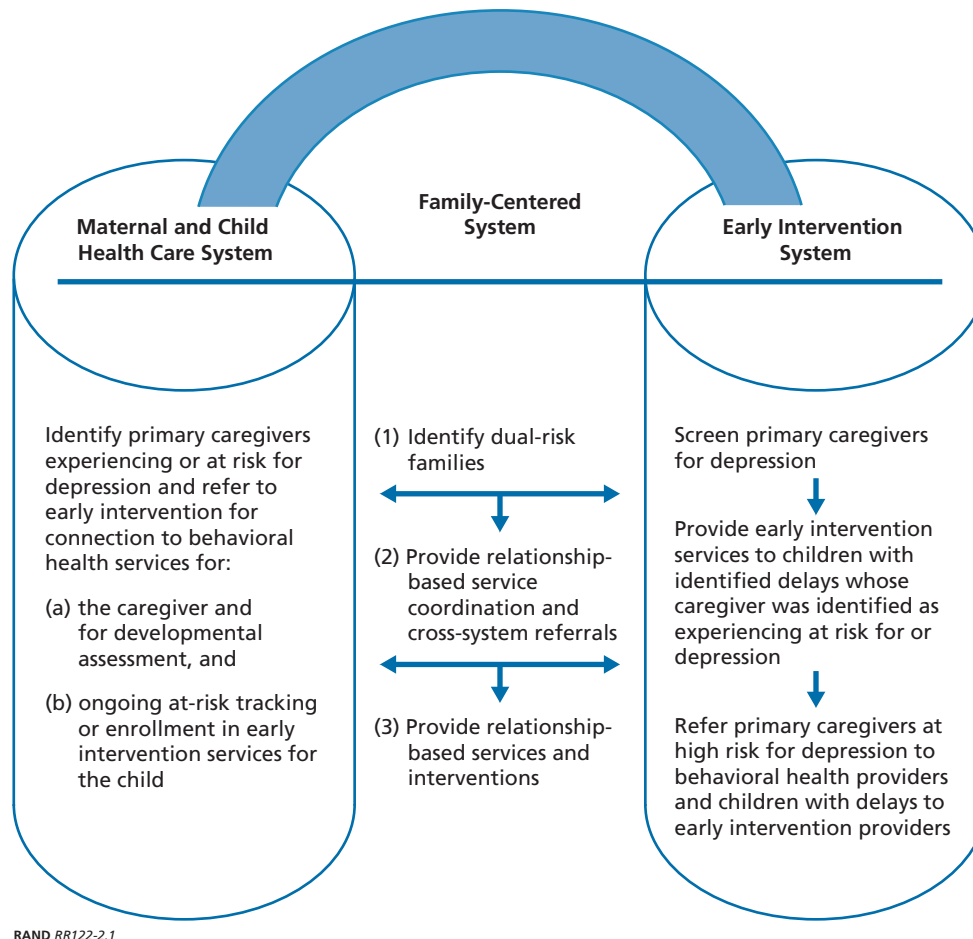 Maternal and Child
Health Care System
Family-Centered
System
Early Intervention
System
Identify primary caregivers
experiencing or at risk for
depression and refer to
early intervention for
connection to behavioral
health services for:
(a) the caregiver and
for developmental
assessment, and
(b) ongoing at-risk tracking
or enrollment in early
intervention services for
the child
(1) Identify dual-risk
families
(2) Provide relationship-
based service
coordination and
cross-system referrals
(3) Provide relationship-
based services and
interventions
Screen primary caregivers
for depression
Provide early intervention
services to children with
identified delays whose
caregiver was identified as
experiencing at risk for or
depression
Refer primary caregivers at
high risk for depression to
behavioral health providers
and children with delays to
early intervention providers
RAND RR122-2.1